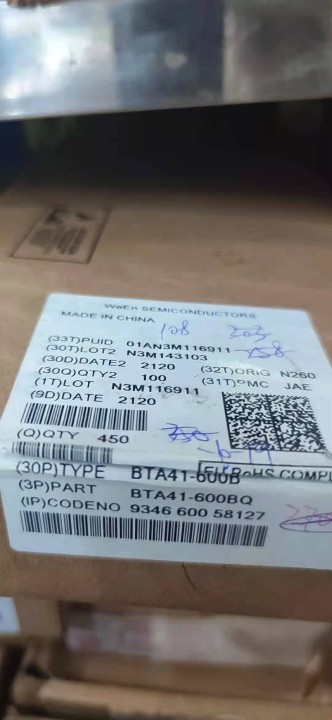 WeEn SEMICONDUCTORS
MADE IN CHINA
108
(33T)PUID 01AN3M116911
(30T)LOT2 N3M143103
(30D)DATE2 2120 (32T)ORIG N260
(30Q)QTY2 100 (31T)PMC JAE
(1T)LOT N3M116911
(9D)DATE 2120
(Q)QTY 450
RoHS COMPL
(30P)TYPE BTA41-600B
(3P)PART BTA41-600BQ
(IP)CODENO 9346 600 58127